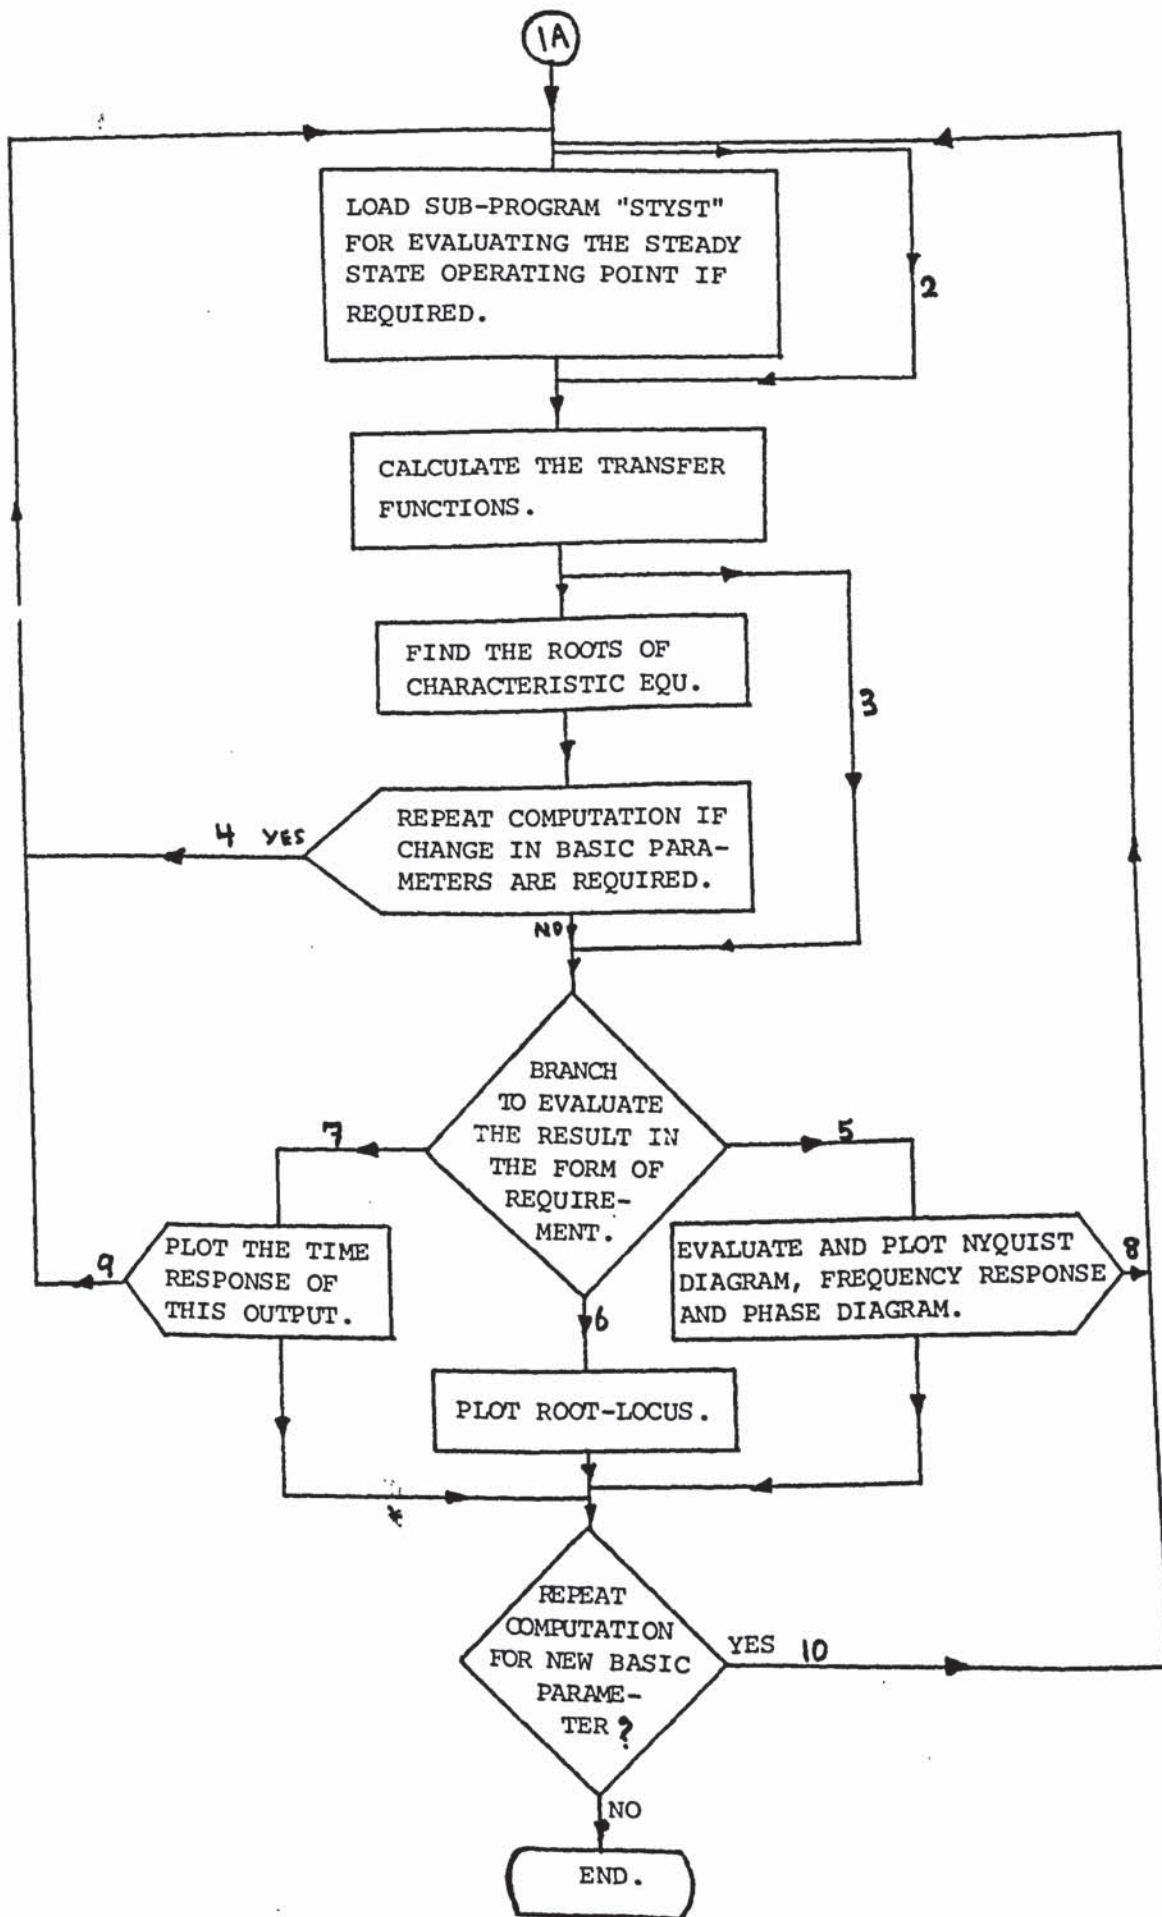 1A
LOAD SUB-PROGRAM "STYST"
FOR EVALUATING THE STEADY
STATE OPERATING POINT IF
REQUIRED.
2
CALCULATE THE TRANSFER
FUNCTIONS.
FIND THE ROOTS OF
CHARACTERISTIC EQU.
3
4 YES
REPEAT COMPUTATION IF
CHANGE IN BASIC PARA-
METERS ARE REQUIRED.
NO
BRANCH
TO EVALUATE
THE RESULT IN
THE FORM OF
REQUIRE-
MENT.
7
5
9
PLOT THE TIME
RESPONSE OF
THIS OUTPUT.
6
EVALUATE AND PLOT NYQUIST
DIAGRAM, FREQUENCY RESPONSE
AND PHASE DIAGRAM.
8
PLOT ROOT-LOCUS.
*
REPEAT
COMPUTATION
FOR NEW BASIC
PARAME-
TER?
YES 10
NO
END.